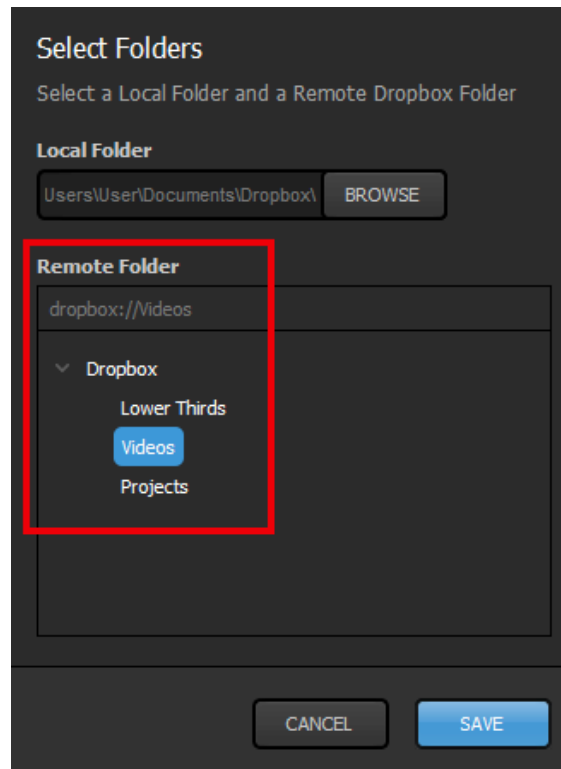 Select Folders
Select a Local Folder and a Remote Dropbox Folder
Local Folder
Users\User\Documents\Dropbox\ BROWSE
Remote Folder
dropbox://Videos
Dropbox
Lower Thirds
Videos
Projects
CANCEL SAVE